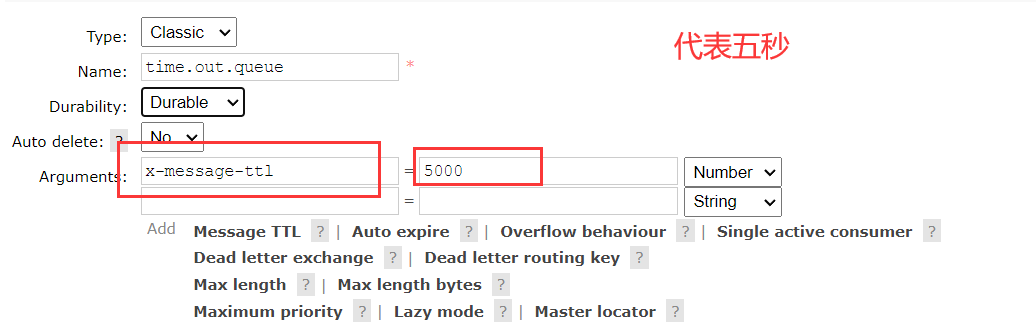 代表五秒
Type: Classic
Name: time.out.queue *
Durability: Durable
Auto delete: ? No
Arguments: x-message-ttl = 5000 Number
= String
Add Message TTL ? | Auto expire ? | Overflow behaviour ? | Single active consumer ?
Dead letter exchange ? | Dead letter routing key ?
Max length ? | Max length bytes ?
Maximum priority ? | Lazy mode ? | Master locator ?